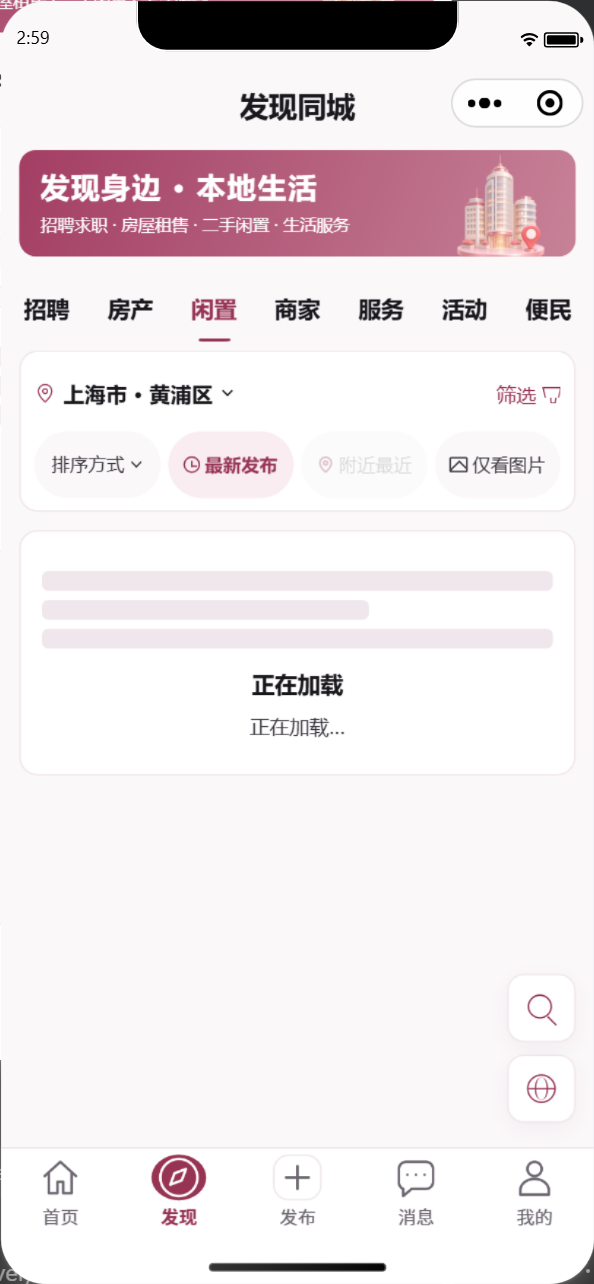 2:59
发现同城
发现身边·本地生活
招聘求职·房屋租售·二手闲置·生活服务
招聘 房产 闲置 商家 服务 活动 便民
上海市·黄浦区 筛选
排序方式 最新发布 附近最近 仅看图片
正在加载
正在加载...
首页 发现 发布 消息 我的